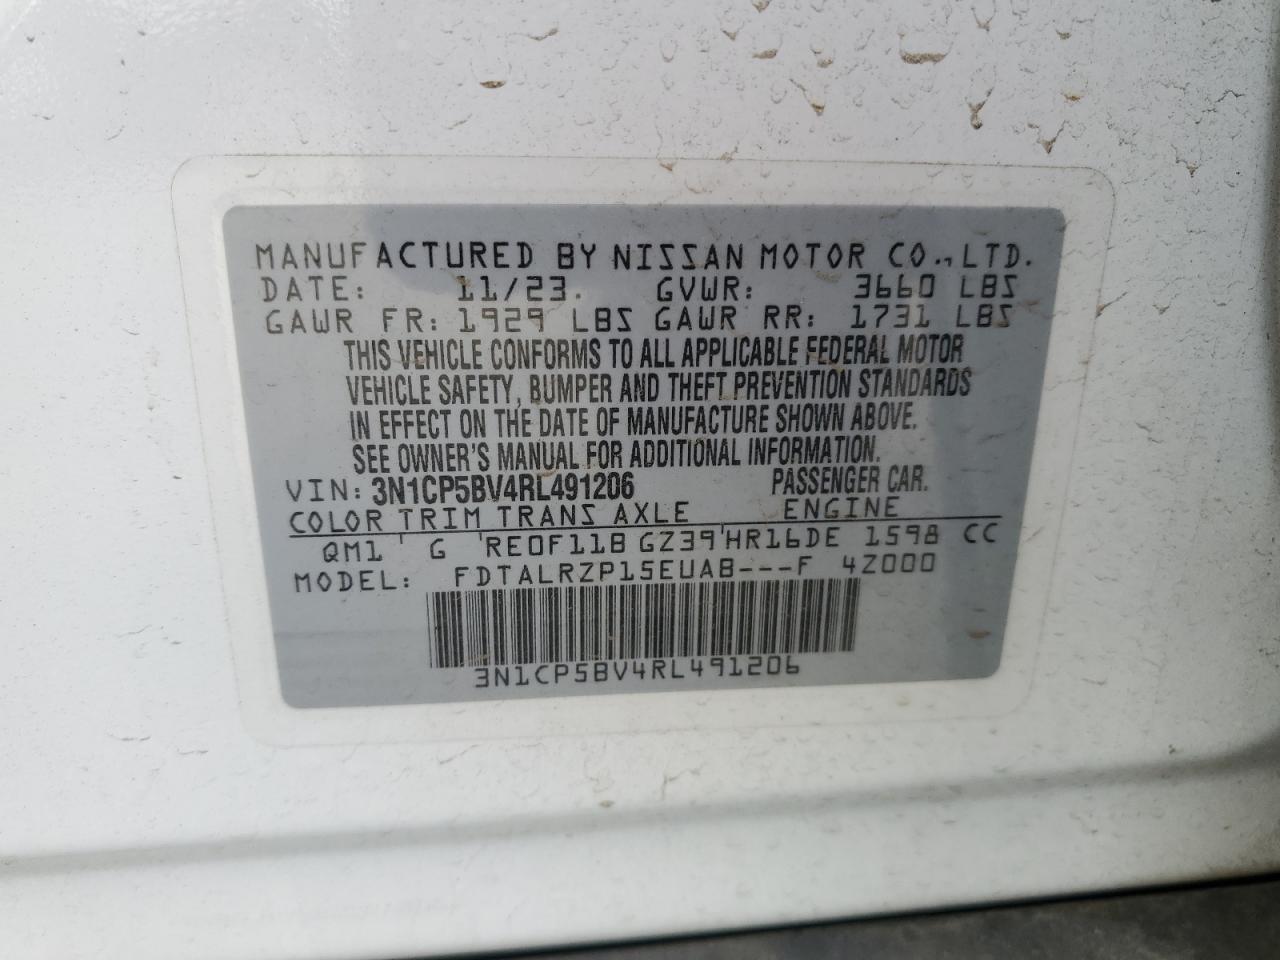 MANUFACTURED BY NISSAN MOTOR CO., LTD.
DATE: 11/23. GVWR: 3660 LBS
GAWR FR: 1929 LBS GAWR RR: 1731 LBS
THIS VEHICLE CONFORMS TO ALL APPLICABLE FEDERAL MOTOR
VEHICLE SAFETY, BUMPER AND THEFT PREVENTION STANDARDS
IN EFFECT ON THE DATE OF MANUFACTURE SHOWN ABOVE.
SEE OWNER'S MANUAL FOR ADDITIONAL INFORMATION.
VIN: 3N1CP5BV4RL491206 PASSENGER CAR.
COLOR TRIM TRANS AXLE ENGINE
QM1 ' G 'RE0F11B GZ39'HR16DE 1598 CC
MODEL: FDTALRZP15EUAB---F 42000
3N1CP5BV4RL491206